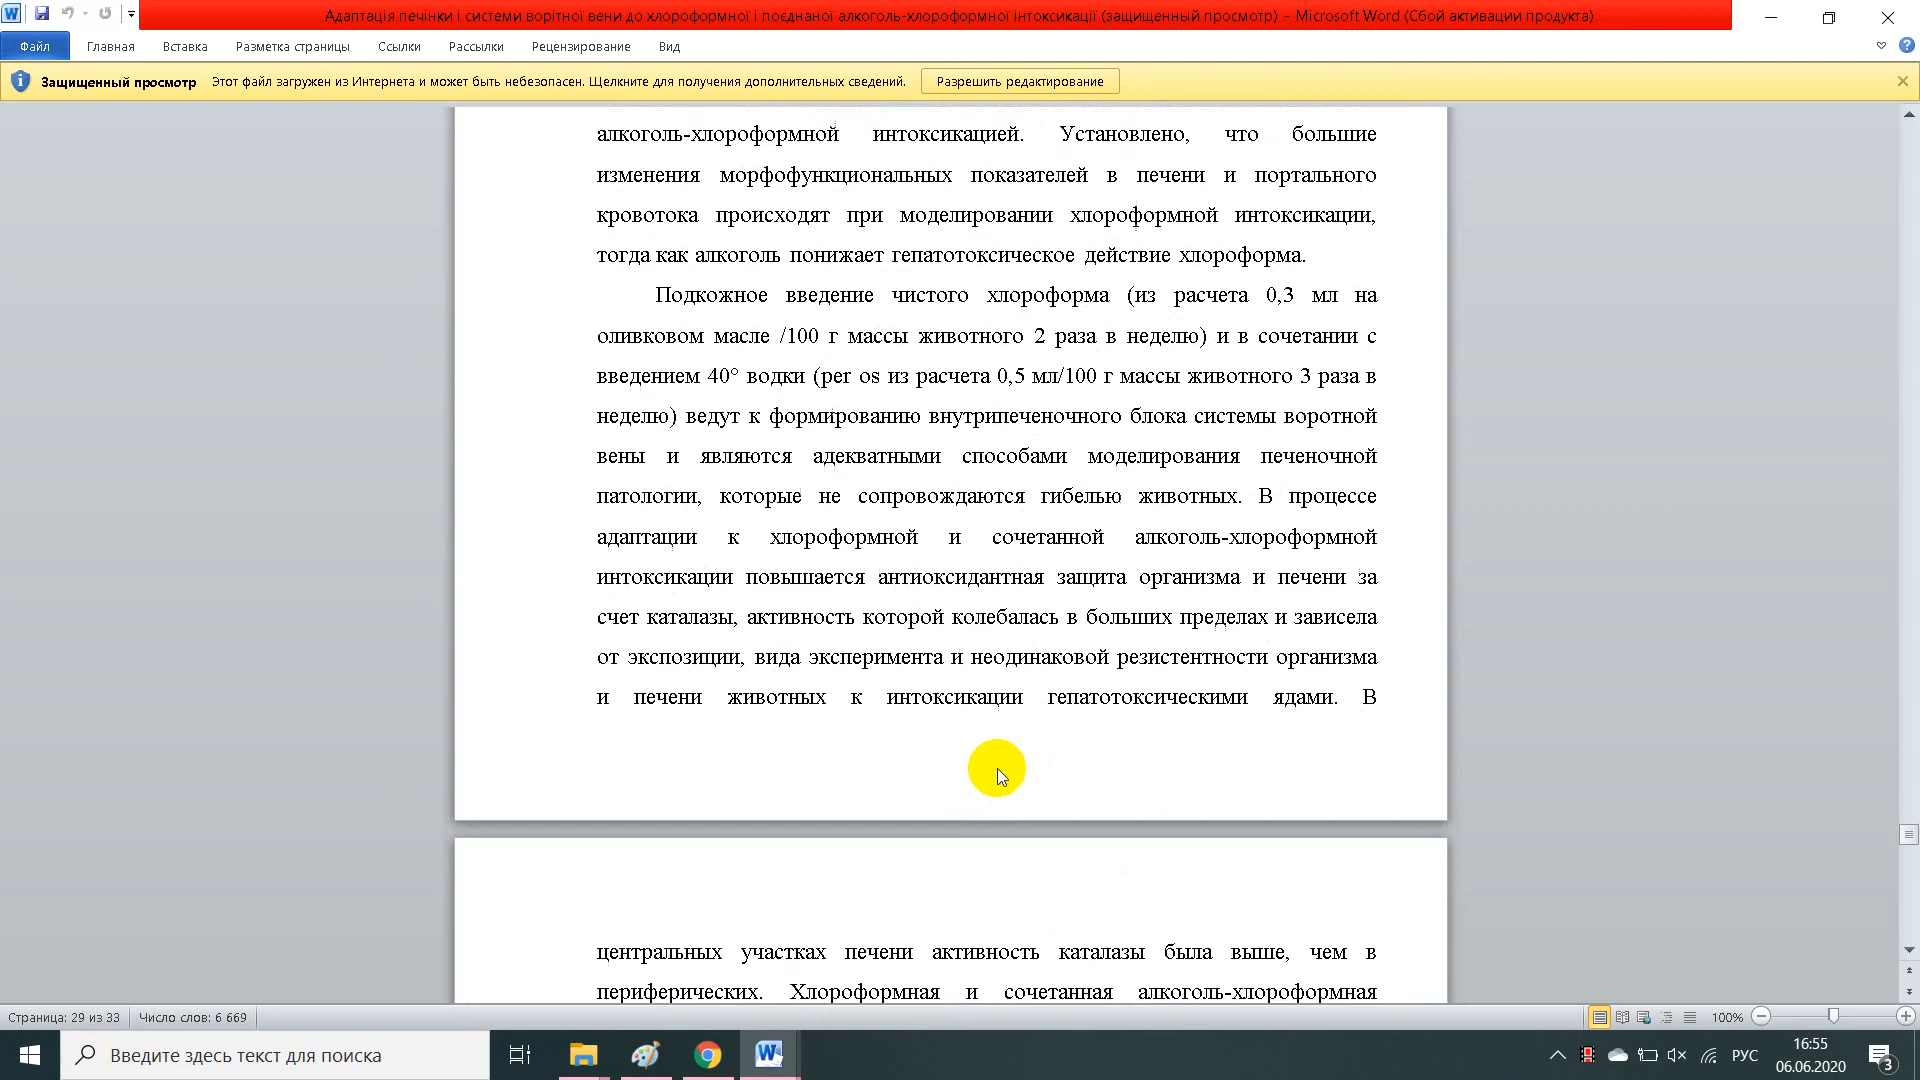 Адаптація печінки і системи ворітної вени до хлороформної і поєднаної алкоголь-хлороформної інтоксикації (защищенный просмотр) - Microsoft Word (Сбой активации продукта)
Файл Главная Вставка Разметка страницы Ссылки Рассылки Рецензирование Вид
Защищенный просмотр Этот файл загружен из Интернета и может быть небезопасен. Щелкните для получения дополнительных сведений. Разрешить редактирование
алкоголь-хлороформной интоксикацией. Установлено, что большие
изменения морфофункциональных показателей в печени и портального
кровотока происходят при моделировании хлороформной интоксикации,
тогда как алкоголь понижает гепатотоксическое действие хлороформа.
Подкожное введение чистого хлороформа (из расчета 0,3 мл на
оливковом масле /100 г массы животного 2 раза в неделю) и в сочетании с
введением 40° водки (per os из расчета 0,5 мл/100 г массы животного 3 раза в
неделю) ведут к формированию внутрипеченочного блока системы воротной
вены и являются адекватными способами моделирования печеночной
патологии, которые не сопровождаются гибелью животных. В процессе
адаптации к хлороформной и сочетанной алкоголь-хлороформной
интоксикации повышается антиоксидантная защита организма и печени за
счет каталазы, активность которой колебалась в больших пределах и зависела
от экспозиции, вида эксперимента и неодинаковой резистентности организма
и печени животных к интоксикации гепатотоксическими ядами. В
центральных участках печени активность каталазы была выше, чем в
периферических. Хлороформная и сочетанная алкоголь-хлороформная
Страница: 29 из 33 Число слов: 6 669 100%
Введите здесь текст для поиска РУС 16:55
06.06.2020 3